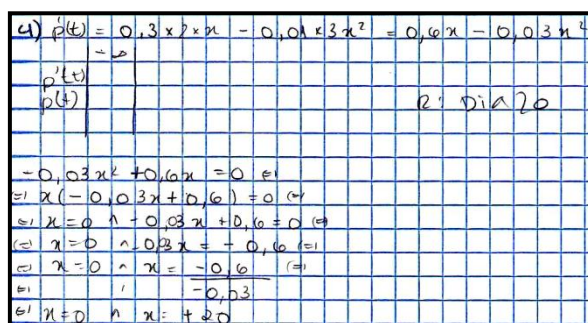 4) p'(t) = 0,3 × 2 × x - 0,01 × 3x² = 0,6x - 0,03x²
-∞
p'(t)
p(t)
R: Dia 20
-0,03x² + 0,6x = 0 (=)
(=) x(-0,03x + 0,6) = 0 (=)
(=) x = 0 ∧ -0,03x + 0,6 = 0 (=)
(=) x = 0 ∧ -0,03x = -0,6 (=)
(=) x = 0 ∧ x = -0,6 (=)
(=) -0,03
(=) x = 0 ∧ x = +20